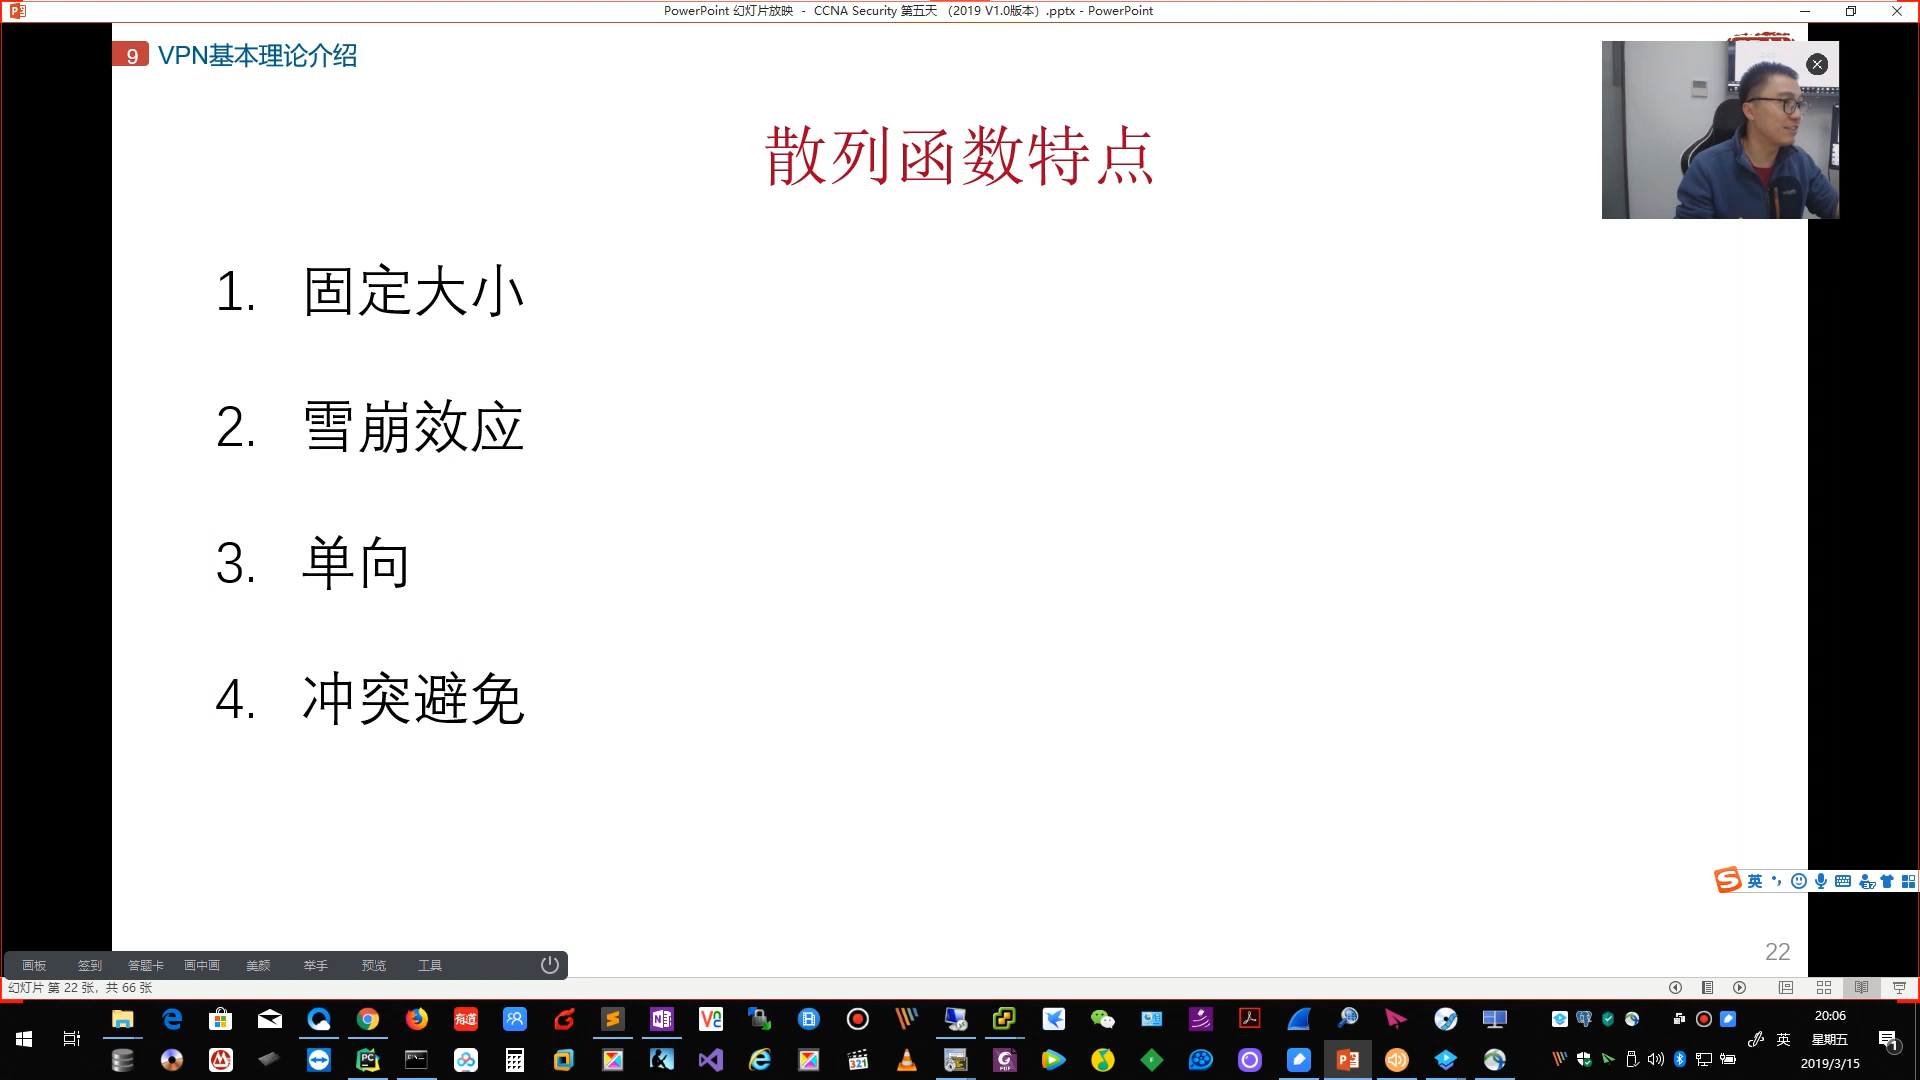 PowerPoint 幻灯片放映 - CCNA Security 第五天 （2019 V1.0版本）.pptx - PowerPoint
9 VPN基本理论介绍
散列函数特点
1. 固定大小
2. 雪崩效应
3. 单向
4. 冲突避免
英
22
画板 签到 答题卡 画中画 美颜 举手 预览 工具
幻灯片 第 22 张，共 66 张
有道
20:06
英 星期五
2019/3/15